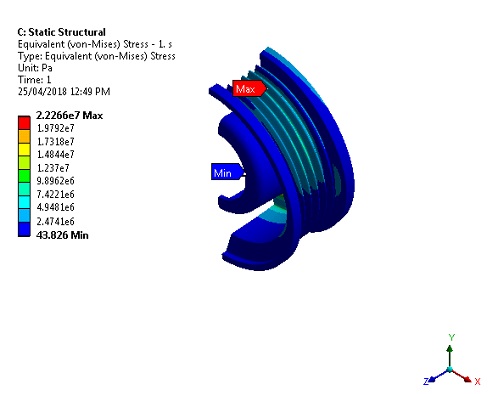 C: Static Structural
Equivalent (von-Mises) Stress - 1. s
Type: Equivalent (von-Mises) Stress
Unit: Pa
Time: 1
25/04/2018 12:49 PM
2.2266e7 Max
1.9792e7
1.7318e7
1.4844e7
1.237e7
9.8962e6
7.4221e6
4.9481e6
2.4741e6
43.826 Min
Max
Min
Y
Z
X